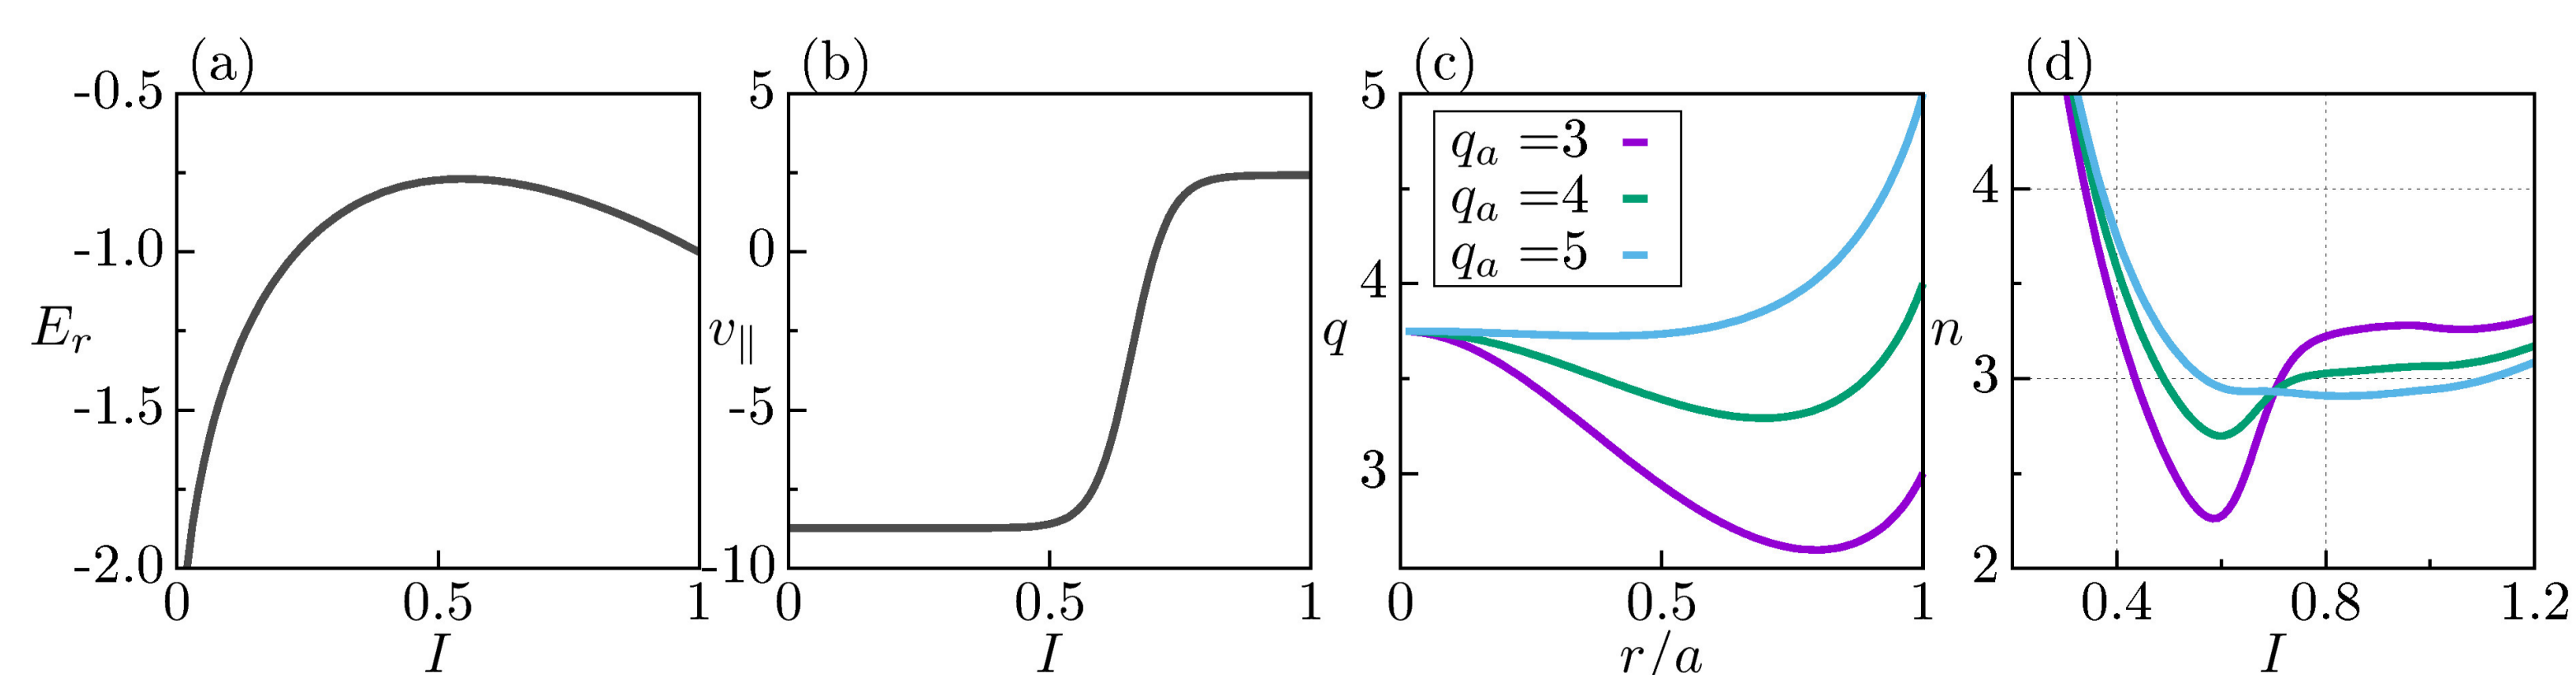 (a)
-0.5
-1.0
-1.5
-2.0
E_r
0 0.5 1
I
(b)
5
0
-5
-10
v_∥
0 0.5 1
I
(c)
5
4
3
q
q_a =3
q_a =4
q_a =5
0 0.5 1
r/a
(d)
4
3
2
n
0.4 0.8 1.2
I